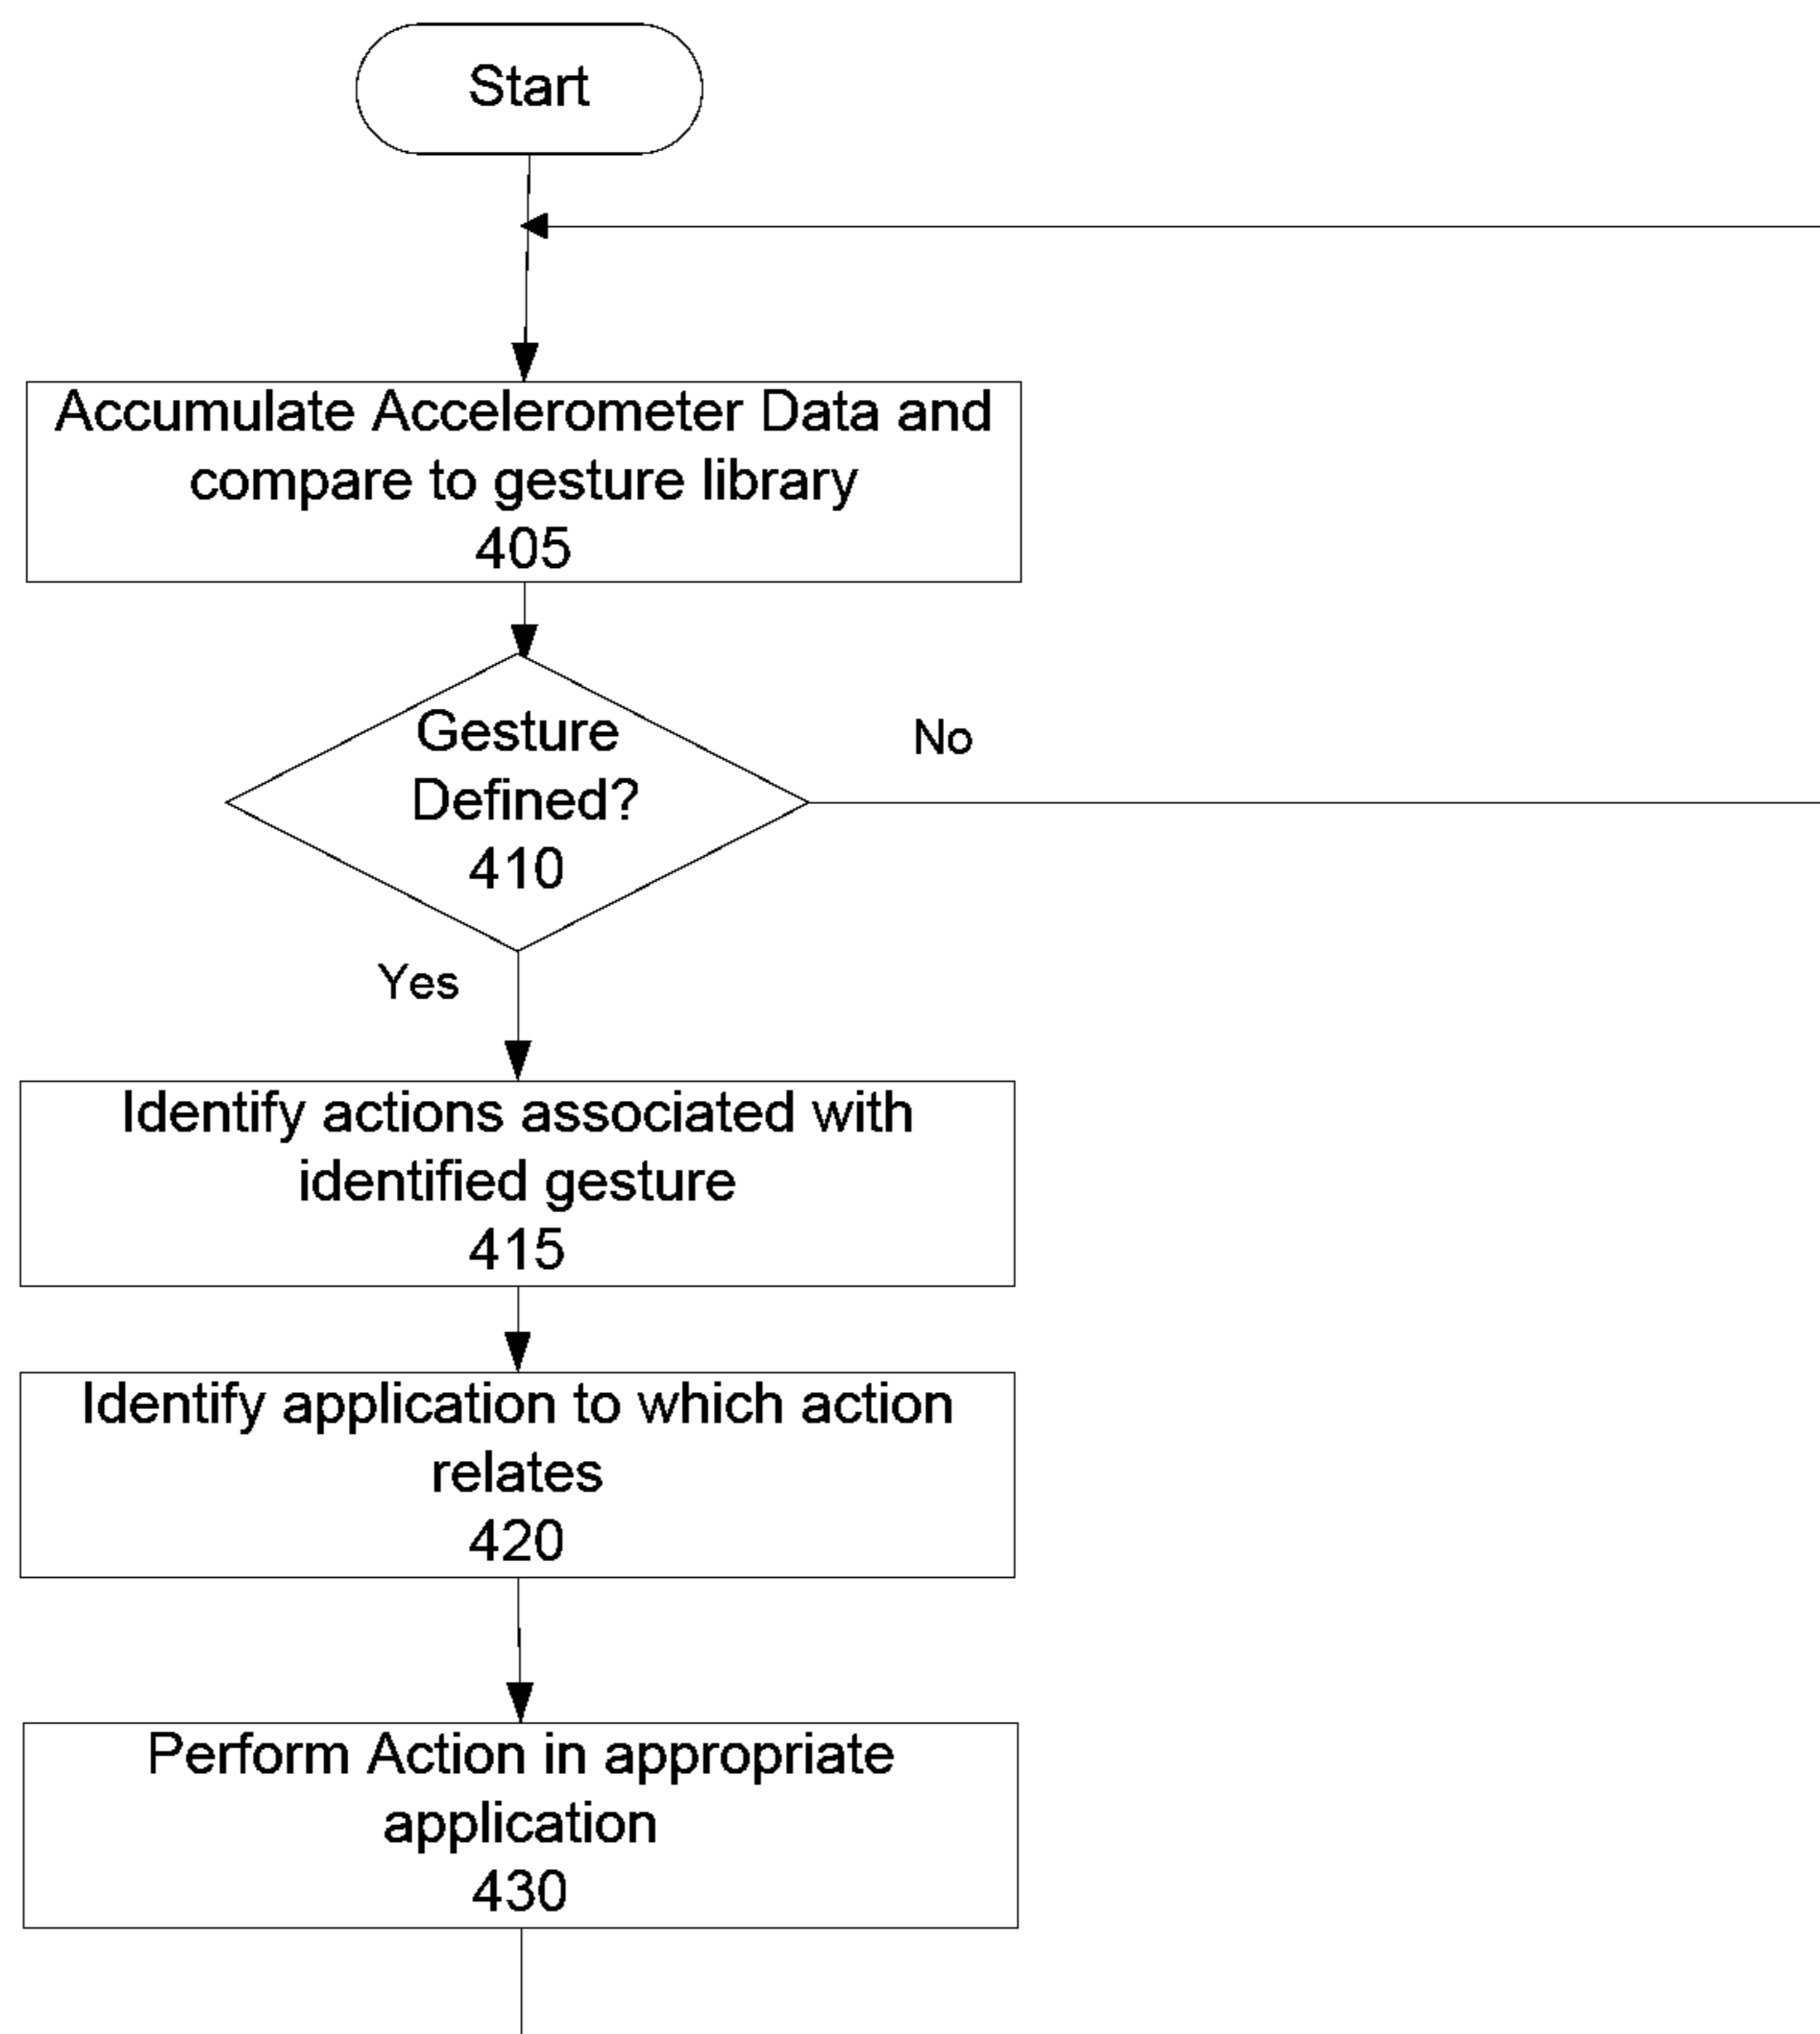 Start
Accumulate Accelerometer Data and
compare to gesture library
405
Gesture
Defined?
410
No
Yes
Identify actions associated with
identified gesture
415
Identify application to which action
relates
420
Perform Action in appropriate
application
430